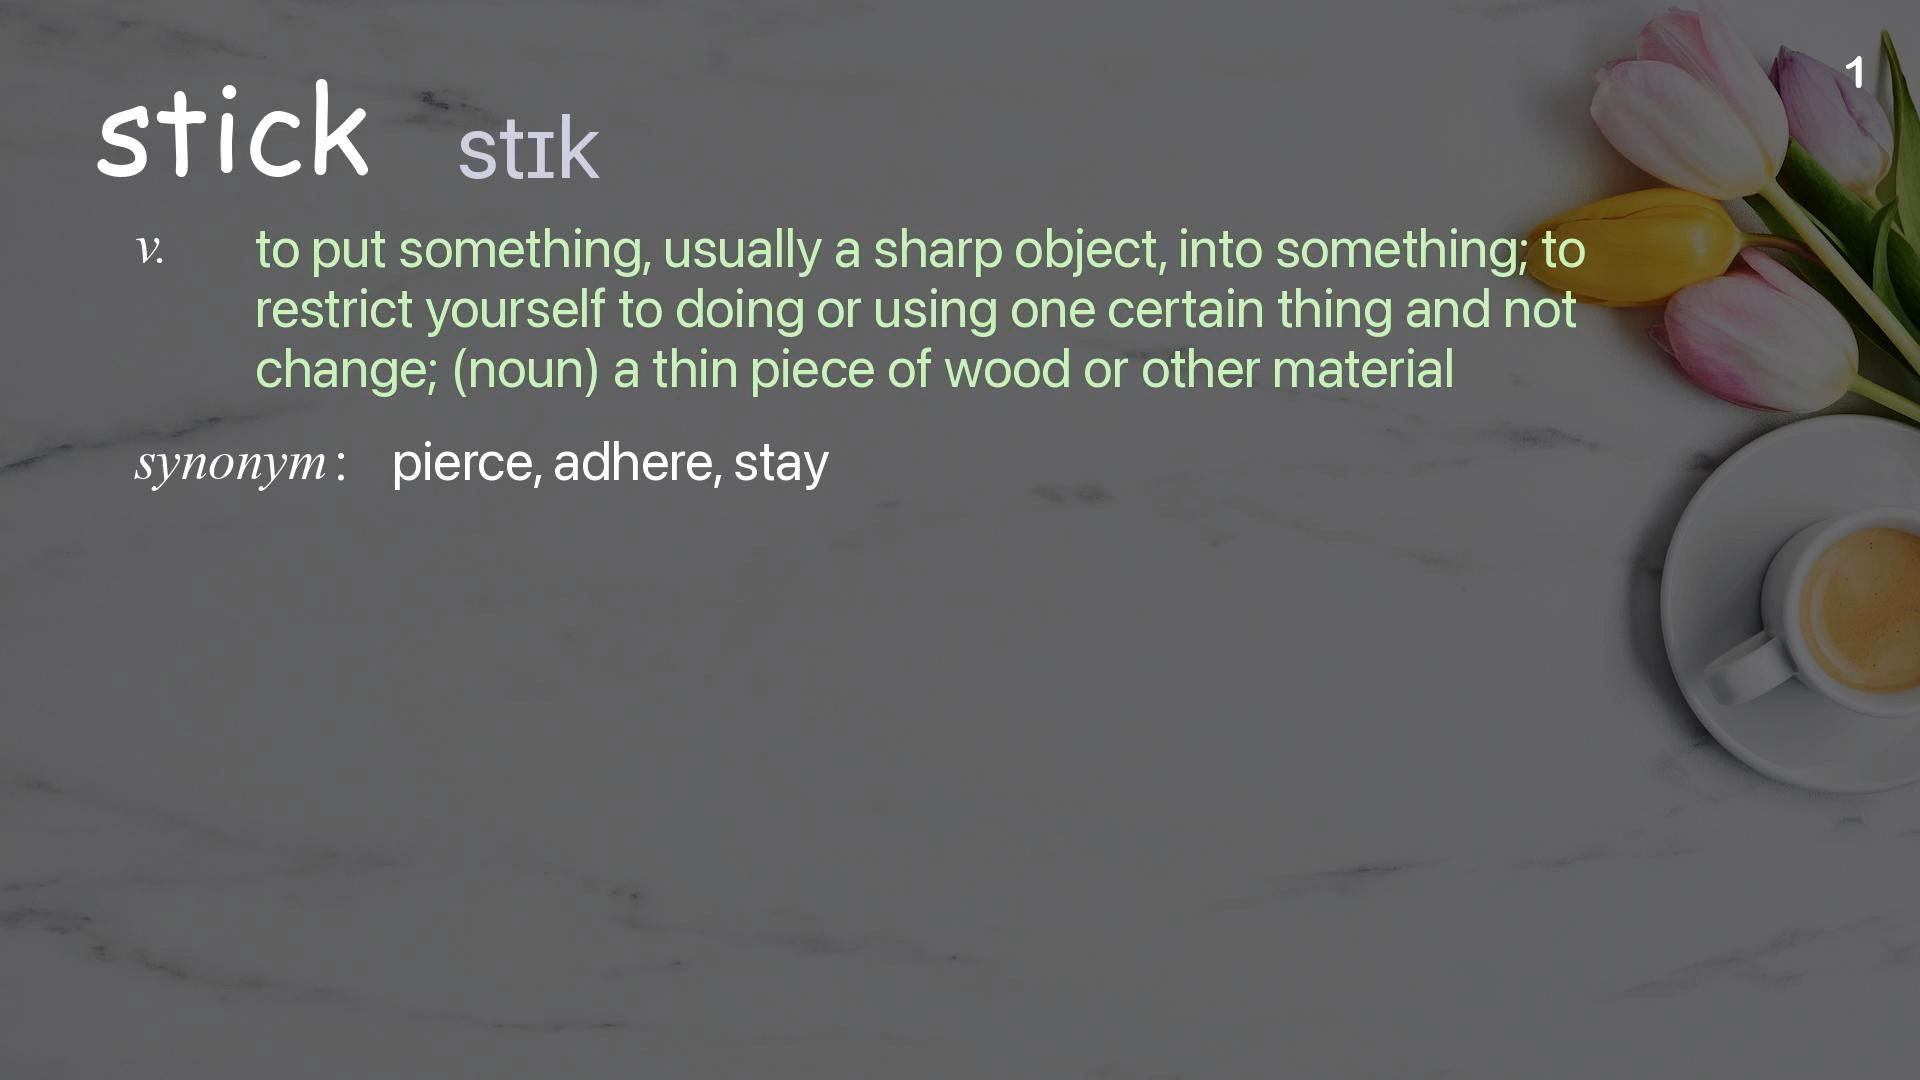 1
stick stɪk
v. to put something, usually a sharp object, into something; to
restrict yourself to doing or using one certain thing and not
change; (noun) a thin piece of wood or other material
synonym : pierce, adhere, stay